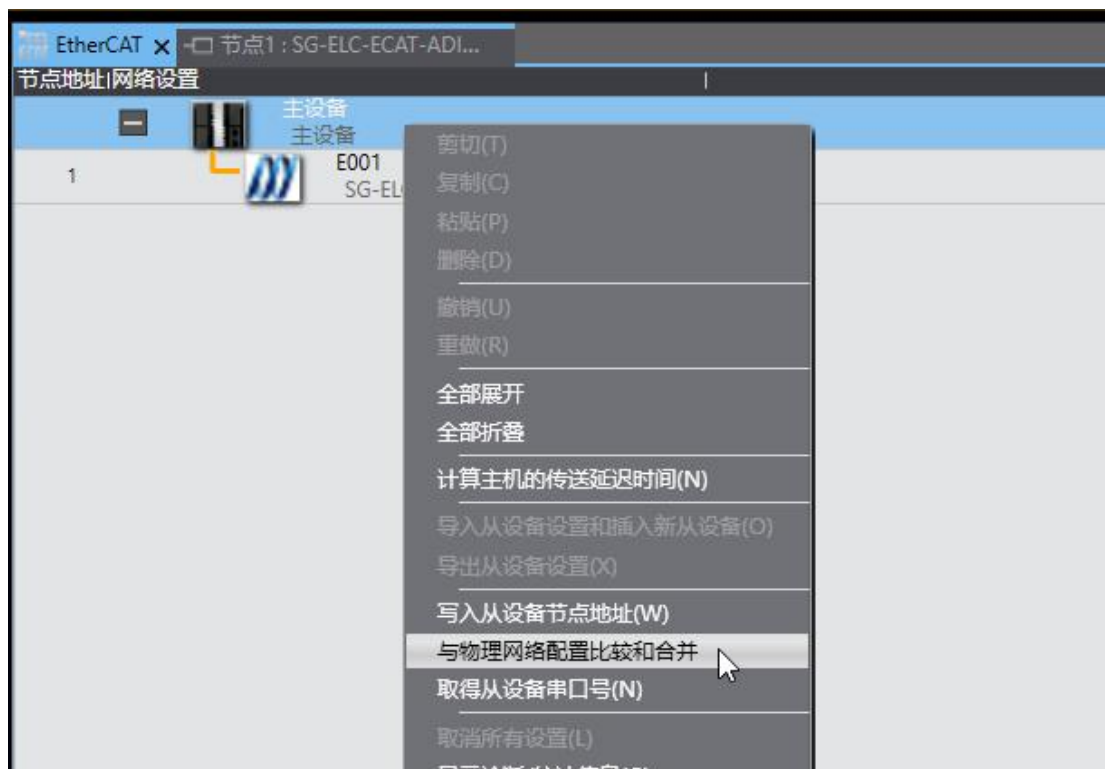 EtherCAT × 节点1 : SG-ELC-ECAT-ADI...
节点地址|网络设置
主设备
主设备
1
E001
SG-EL
剪切(T)
复制(C)
粘贴(P)
删除(D)
撤销(U)
重做(R)
全部展开
全部折叠
计算主机的传送延迟时间(N)
导入从设备设置和插入新从设备(O)
导出从设备设置(X)
写入从设备节点地址(W)
与物理网络配置比较和合并
取得从设备串口号(N)
取消所有设置(L)